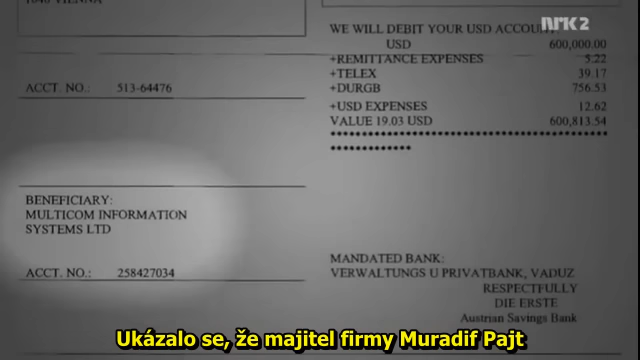 1040 VIENNA
nrk2
WE WILL DEBIT YOUR USD ACCOUNT:
USD 600,000.00
+REMITTANCE EXPENSES 5.22
+TELEX 39.17
+DURGB 756.53
+USD EXPENSES 12.62
VALUE 19.03 USD 600,813.54
ACCT. NO.: 513-64476
BENEFICIARY:
MULTICOM INFORMATION
SYSTEMS LTD
ACCT. NO.: 258427034
MANDATED BANK:
VERWALTUNGS U PRIVATBANK, VADUZ
RESPECTFULLY
DIE ERSTE
Austrian Savings Bank
Ukázalo se, že majitel firmy Muradif Pajt